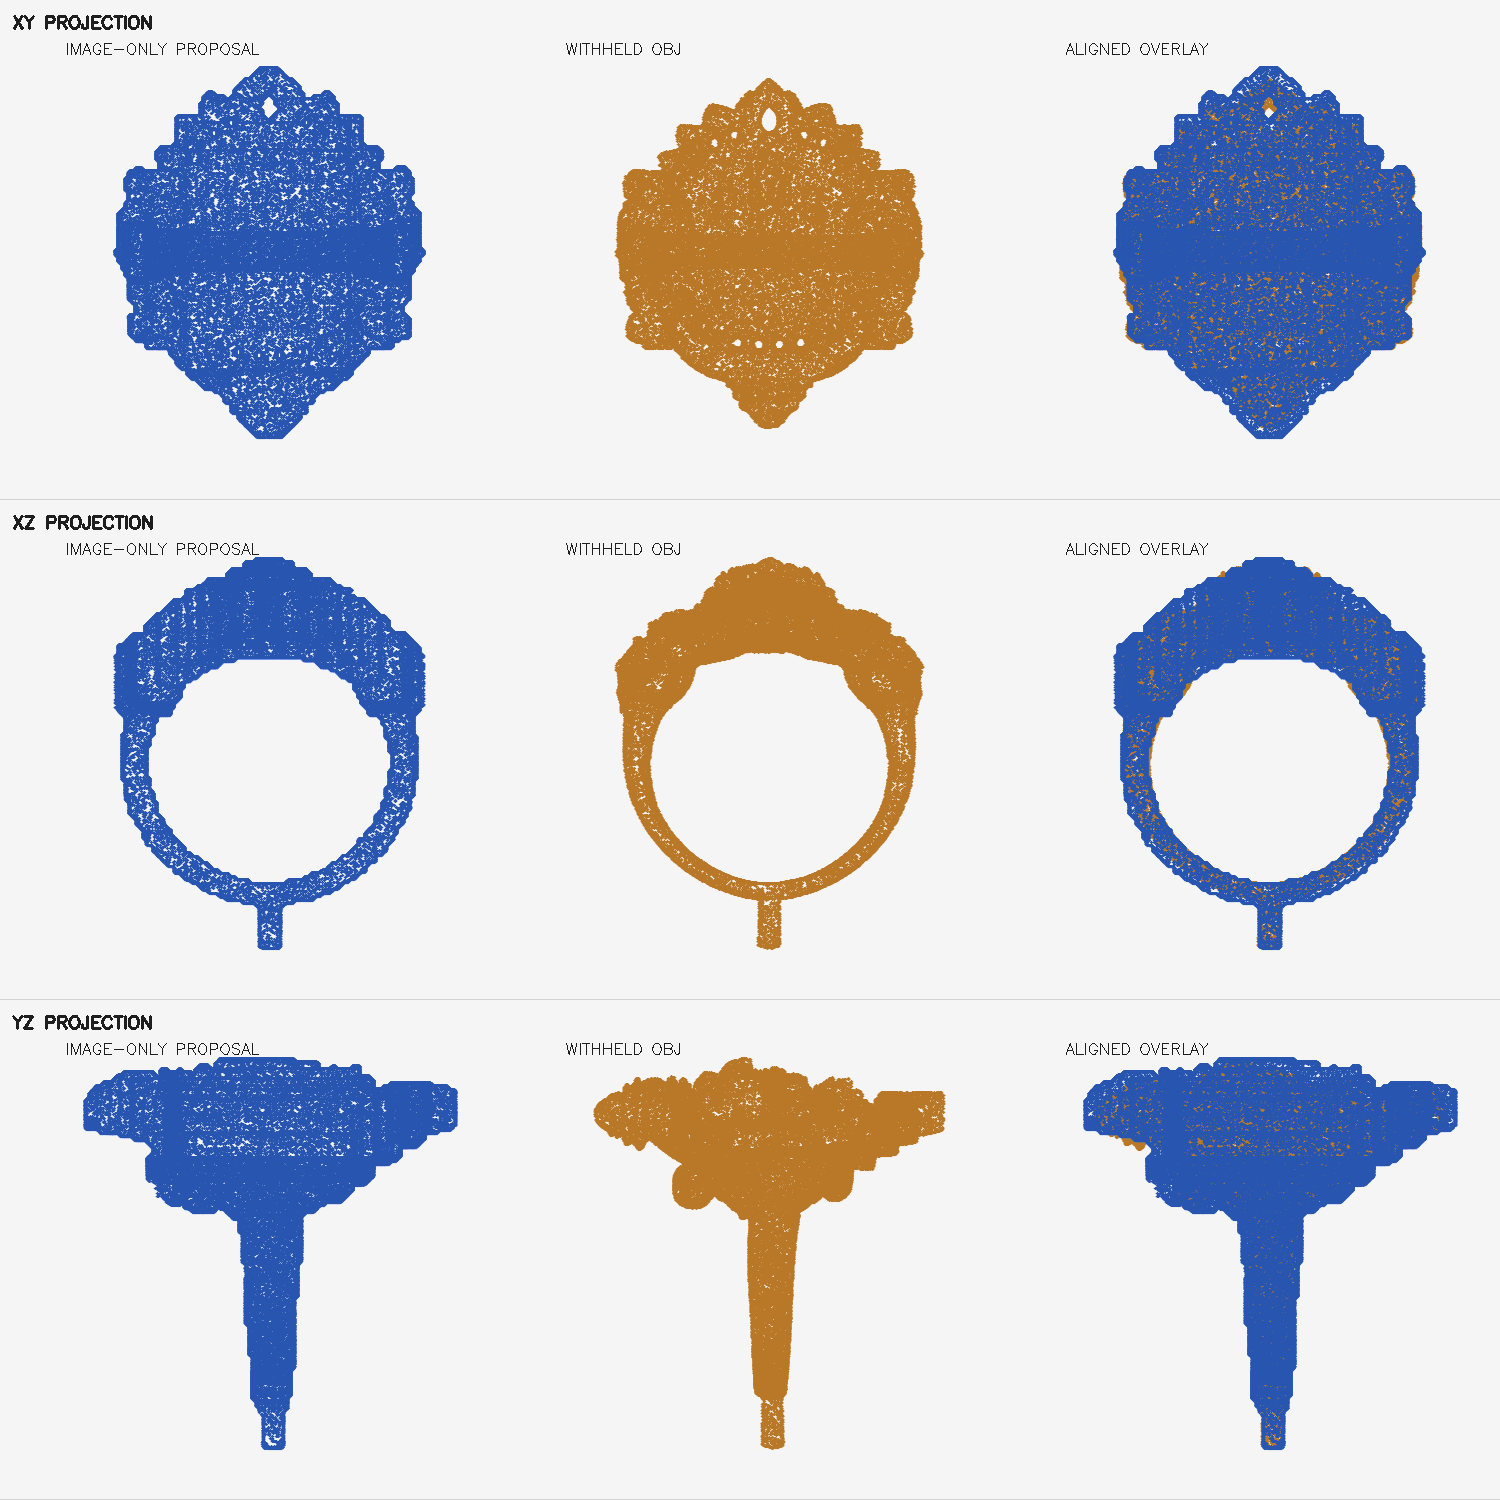 XY PROJECTION
IMAGE-ONLY PROPOSAL
WITHHELD OBJ
ALIGNED OVERLAY
XZ PROJECTION
IMAGE-ONLY PROPOSAL
WITHHELD OBJ
ALIGNED OVERLAY
YZ PROJECTION
IMAGE-ONLY PROPOSAL
WITHHELD OBJ
ALIGNED OVERLAY